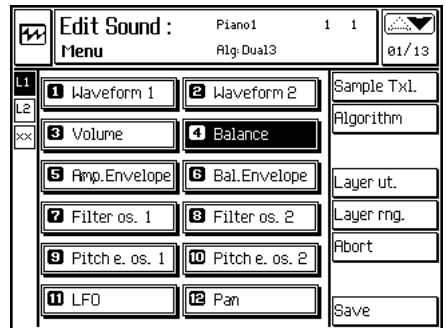 Edit Sound : Piano1 1 1
Menu Alg:Dual3 01/13
L1
L2
xx
1 Waveform 1 2 Waveform 2 Sample Txl.
3 Volume 4 Balance Algorithm
5 Amp.Envelope 6 Bal.Envelope Layer ut.
7 Filter os. 1 8 Filter os. 2 Layer rng.
9 Pitch e. os. 1 10 Pitch e. os. 2 Abort
11 LFO 12 Pan Save